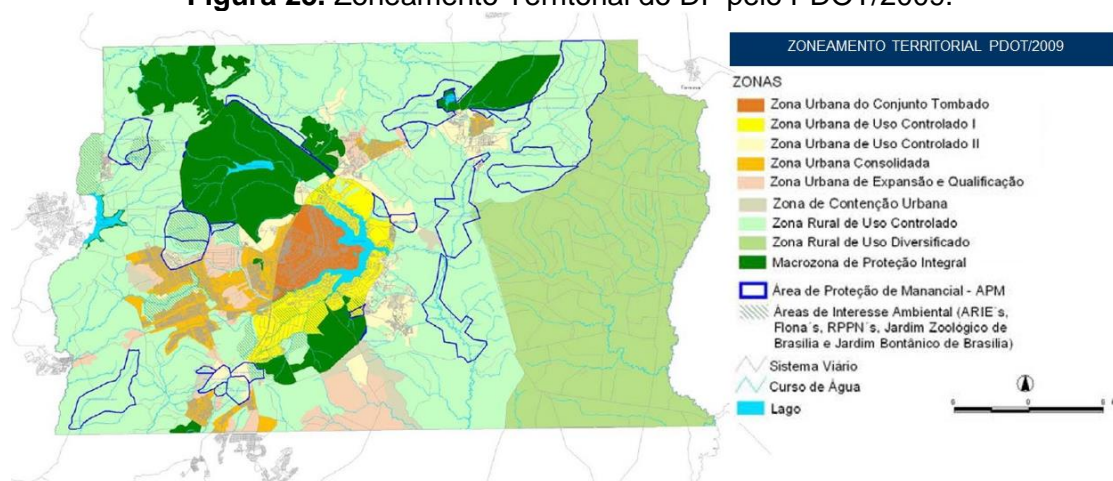 Figura 28. Zoneamento Territorial do DF pelo PDOT/2009.
ZONEAMENTO TERRITORIAL PDOT/2009
ZONAS
Zona Urbana do Conjunto Tombado
Zona Urbana de Uso Controlado I
Zona Urbana de Uso Controlado II
Zona Urbana Consolidada
Zona Urbana de Expansão e Qualificação
Zona de Contenção Urbana
Zona Rural de Uso Controlado
Zona Rural de Uso Diversificado
Macrozona de Proteção Integral
Área de Proteção de Manancial - APM
Áreas de Interesse Ambiental (ARIE´s,
Flona´s, RPPN´s, Jardim Zoológico de
Brasília e Jardim Bontânico de Brasília)
Sistema Viário
Curso de Água
Lago